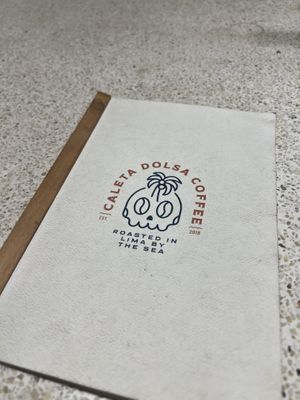 CALETA DOLSA COFFEE
EST. 2018
ROASTED IN
LIMA BY
THE SEA